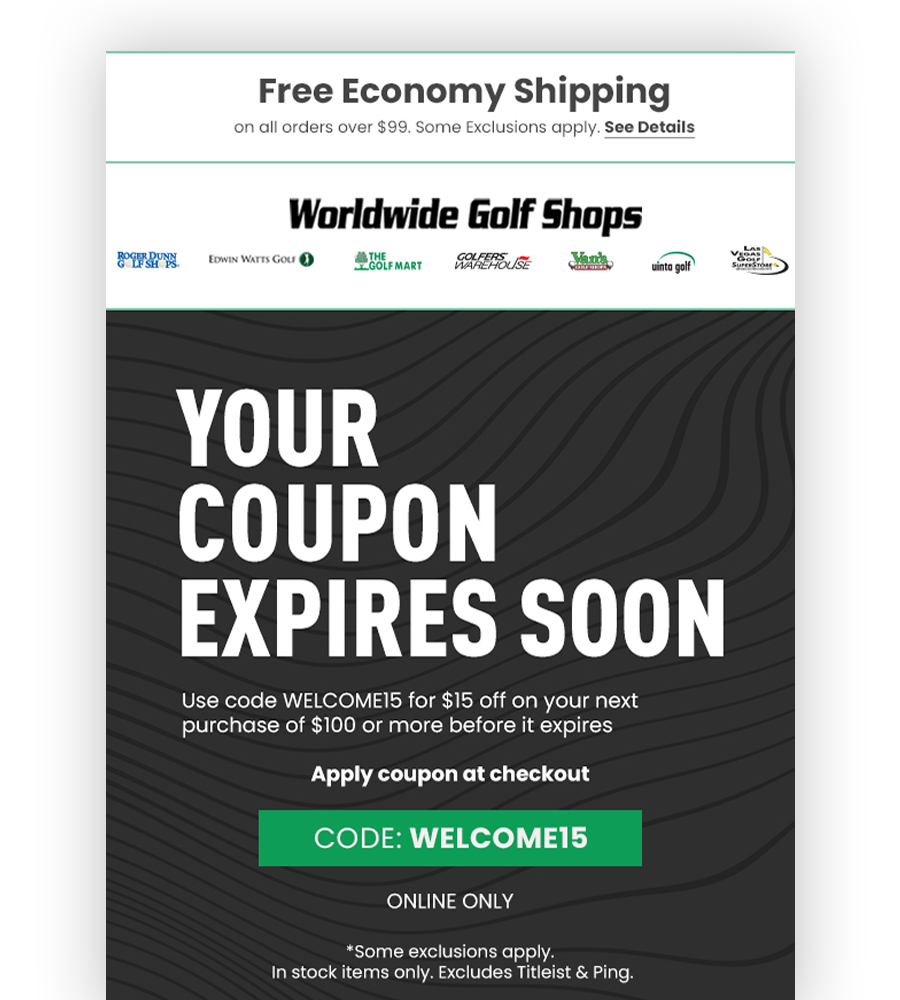 Free Economy Shipping
on all orders over $99. Some Exclusions apply. See Details
Worldwide Golf Shops
ROGER DUNN GOLF SHOPS EDWIN WATTS GOLF THE GOLF MART GOLFERS' WAREHOUSE Van's GOLF SHOPS uinta golf LAS VEGAS GOLF SUPERSTORE
YOUR
COUPON
EXPIRES SOON
Use code WELCOME15 for $15 off on your next
purchase of $100 or more before it expires
Apply coupon at checkout
CODE: WELCOME15
ONLINE ONLY
*Some exclusions apply.
In stock items only. Excludes Titleist & Ping.